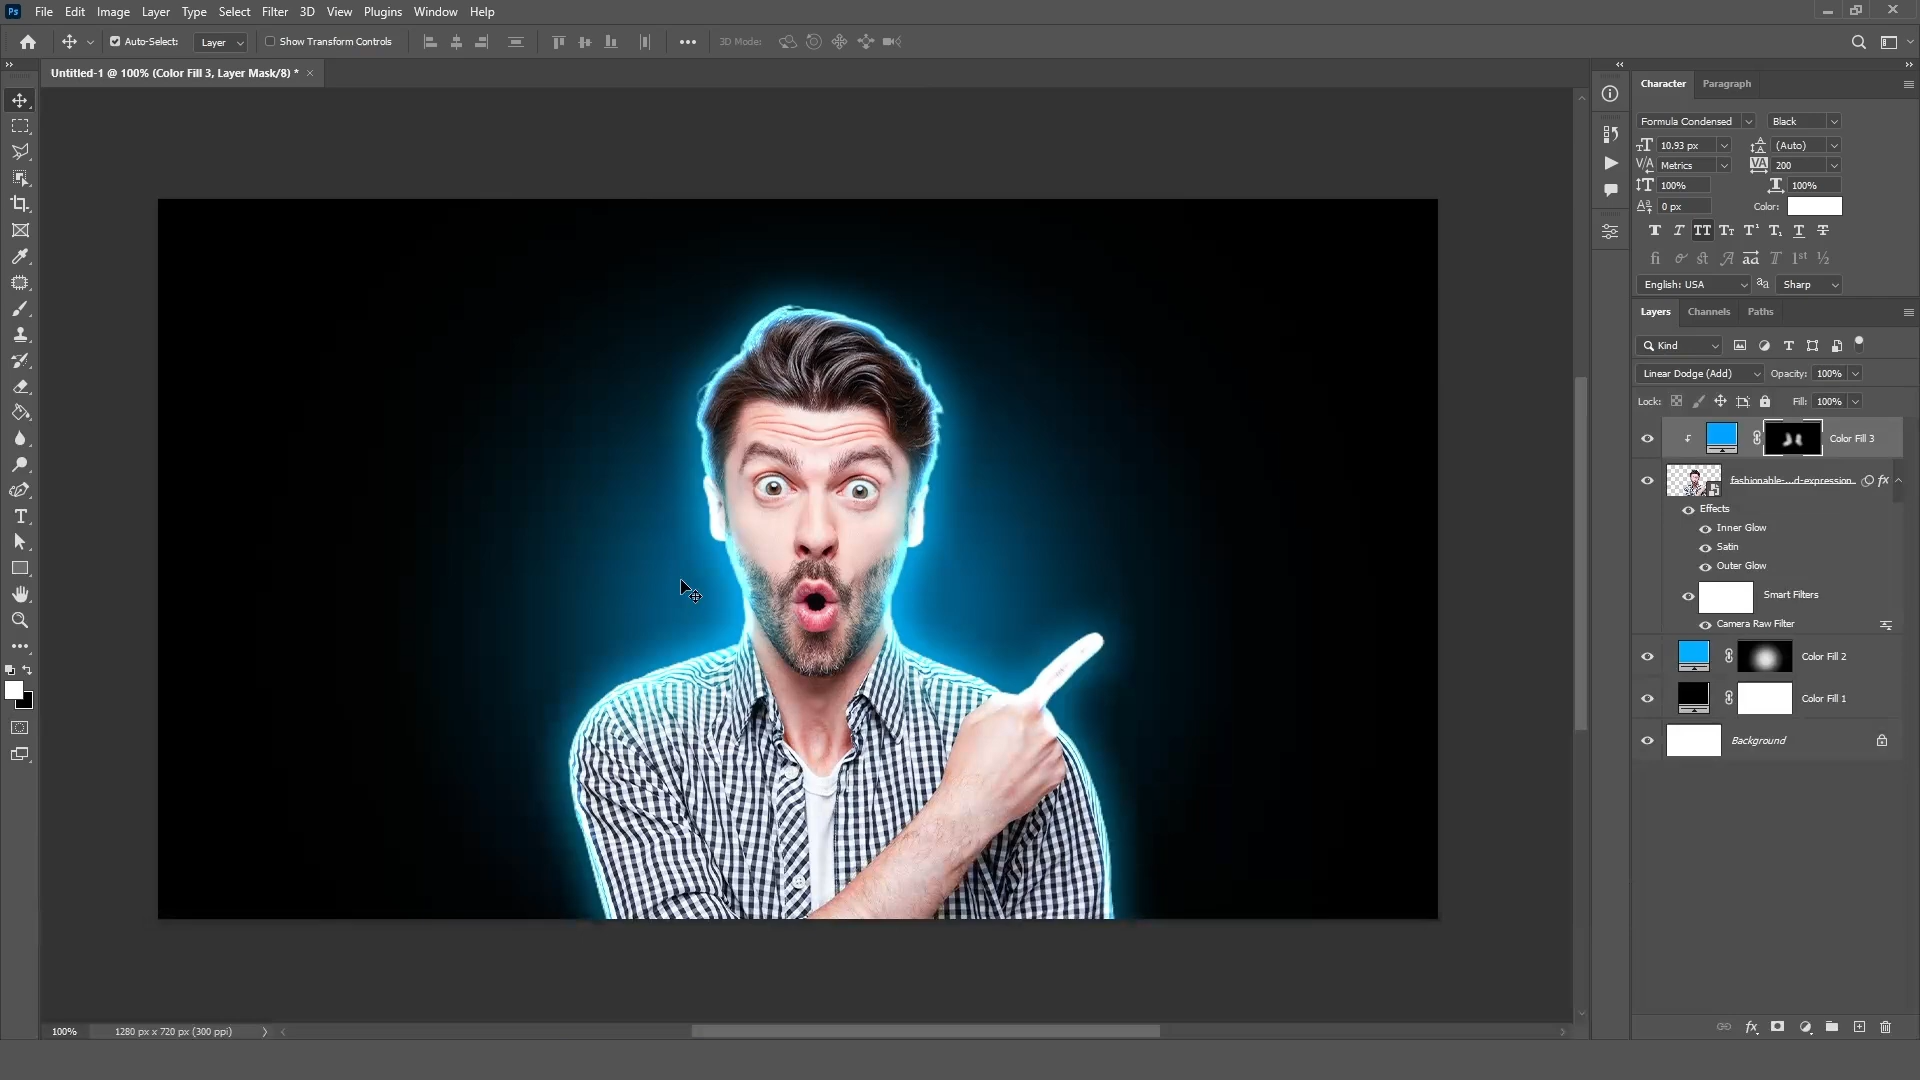 Ps File Edit Image Layer Type Select Filter 3D View Plugins Window Help
Auto-Select: Layer Show Transform Controls 3D Mode:
Untitled-1 @ 100% (Color Fill 3, Layer Mask/8) *
Character Paragraph
Formula Condensed Black
10.93 px (Auto)
Metrics 200
100% 100%
0 px Color:
English: USA Sharp
Layers Channels Paths
Kind
Linear Dodge (Add) Opacity: 100%
Lock: Fill: 100%
Color Fill 3
fashionable-...d-expression fx
Effects
Inner Glow
Satin
Outer Glow
Smart Filters
Camera Raw Filter
Color Fill 2
Color Fill 1
Background
100% 1280 px x 720 px (300 ppi)